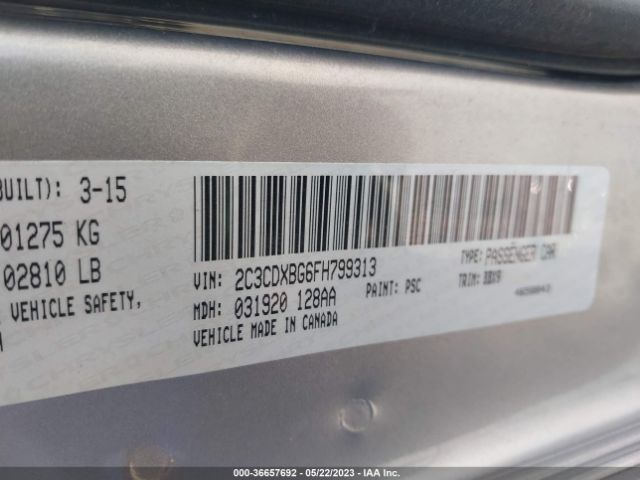 BUILT): 3-15
01275 KG
02810 LB
VEHICLE SAFETY,
VIN: 2C3CDXBG6FH799313
MDH: 031920 128AA
VEHICLE MADE IN CANADA
PAINT: PSC
TYPE: PASSENGER CAR
TRIM:
000-36657692 - 05/22/2023 - IAA Inc.